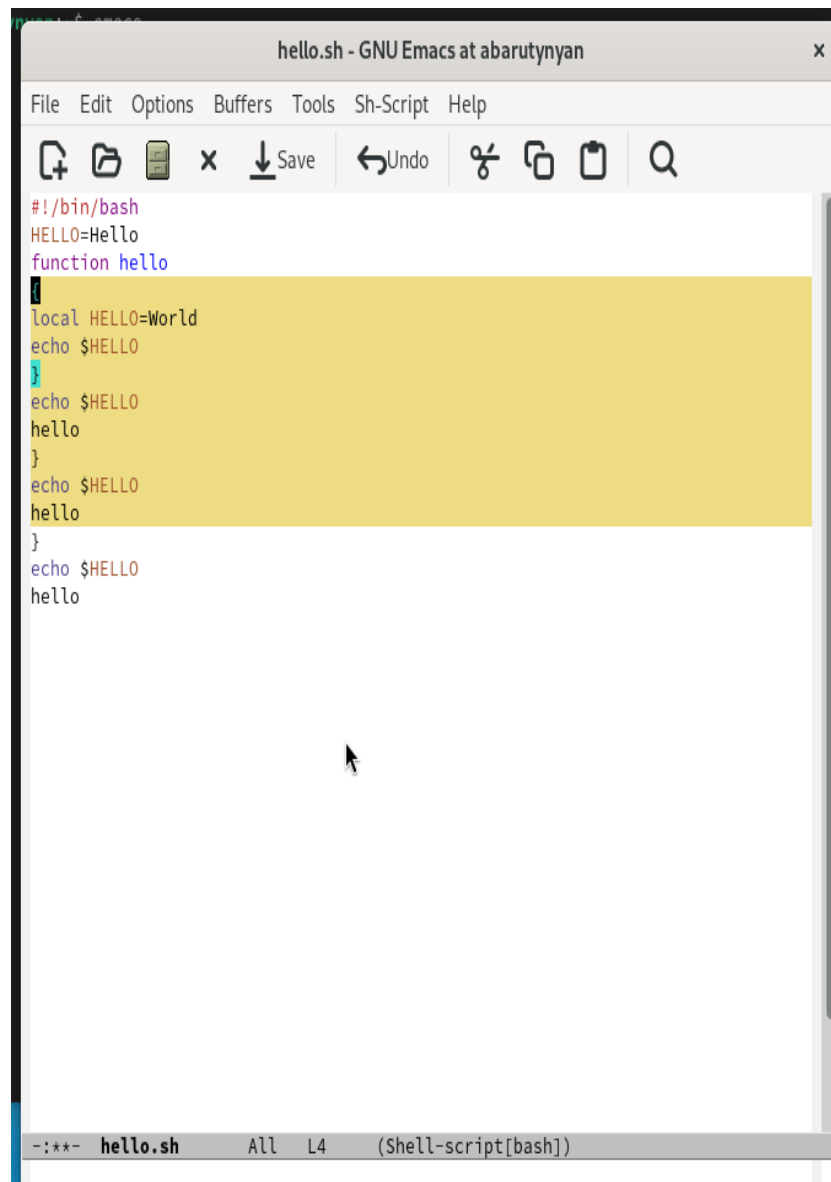 hello.sh - GNU Emacs at abarutynyan
File Edit Options Buffers Tools Sh-Script Help
Save Undo
#!/bin/bash
HELLO=Hello
function hello
{
local HELLO=World
echo $HELLO
}
echo $HELLO
hello
}
echo $HELLO
hello
}
echo $HELLO
hello
-:**- hello.sh All L4 (Shell-script[bash])